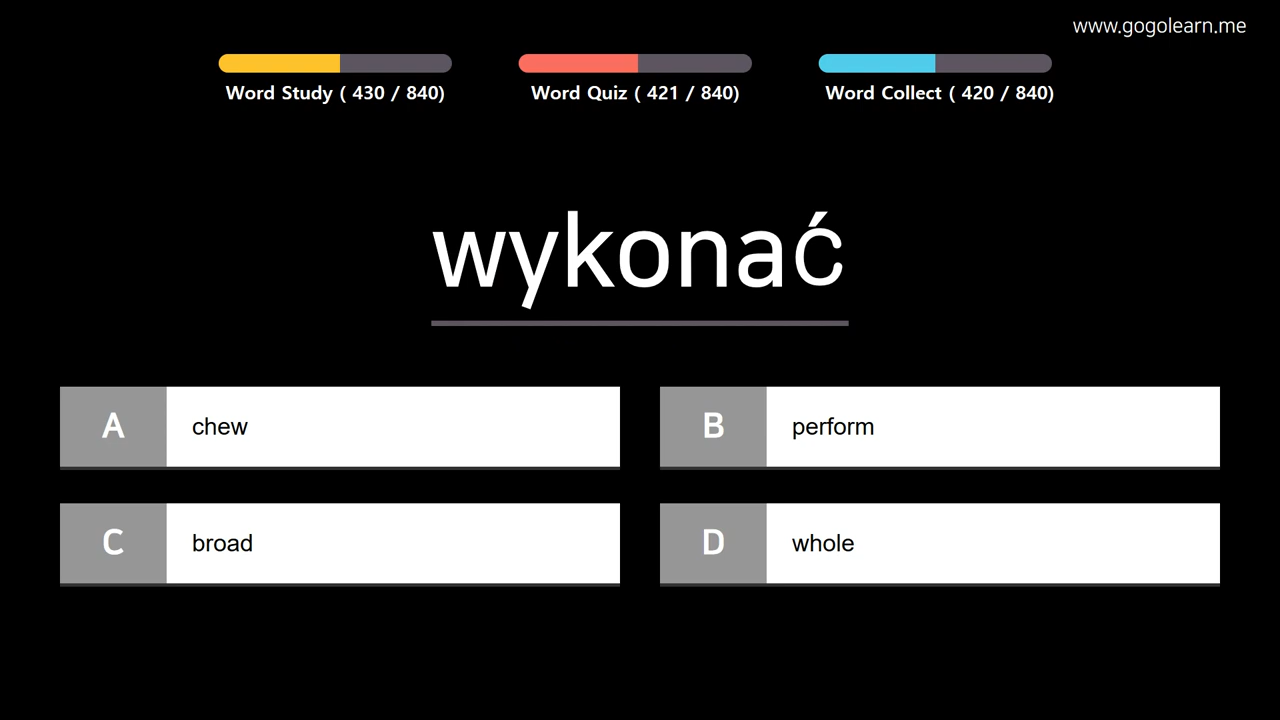 www.gogolearn.me
Word Study ( 430 / 840)
Word Quiz ( 421 / 840)
Word Collect ( 420 / 840)
wykonać
A chew
B perform
C broad
D whole